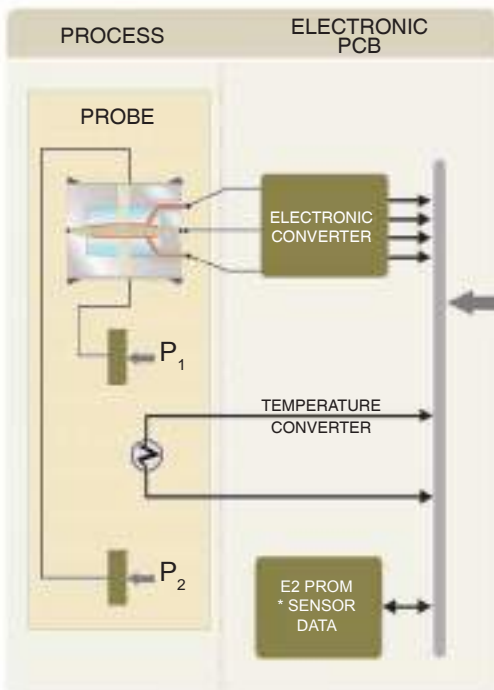 PROCESS
ELECTRONIC
PCB
PROBE
ELECTRONIC
CONVERTER
P1
TEMPERATURE
CONVERTER
P2
E2 PROM
* SENSOR
DATA